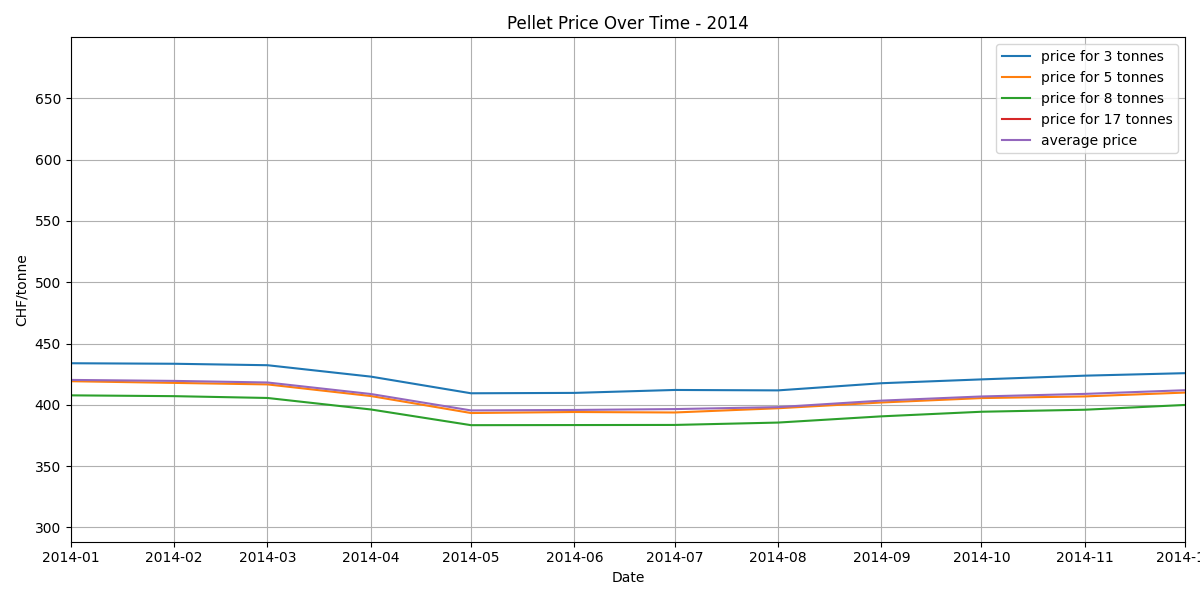 Pellet Price Over Time - 2014
price for 3 tonnes
price for 5 tonnes
price for 8 tonnes
price for 17 tonnes
average price
650
600
550
500
450
400
350
300
CHF/tonne
2014-01 2014-02 2014-03 2014-04 2014-05 2014-06 2014-07 2014-08 2014-09 2014-10 2014-11 2014-1
Date